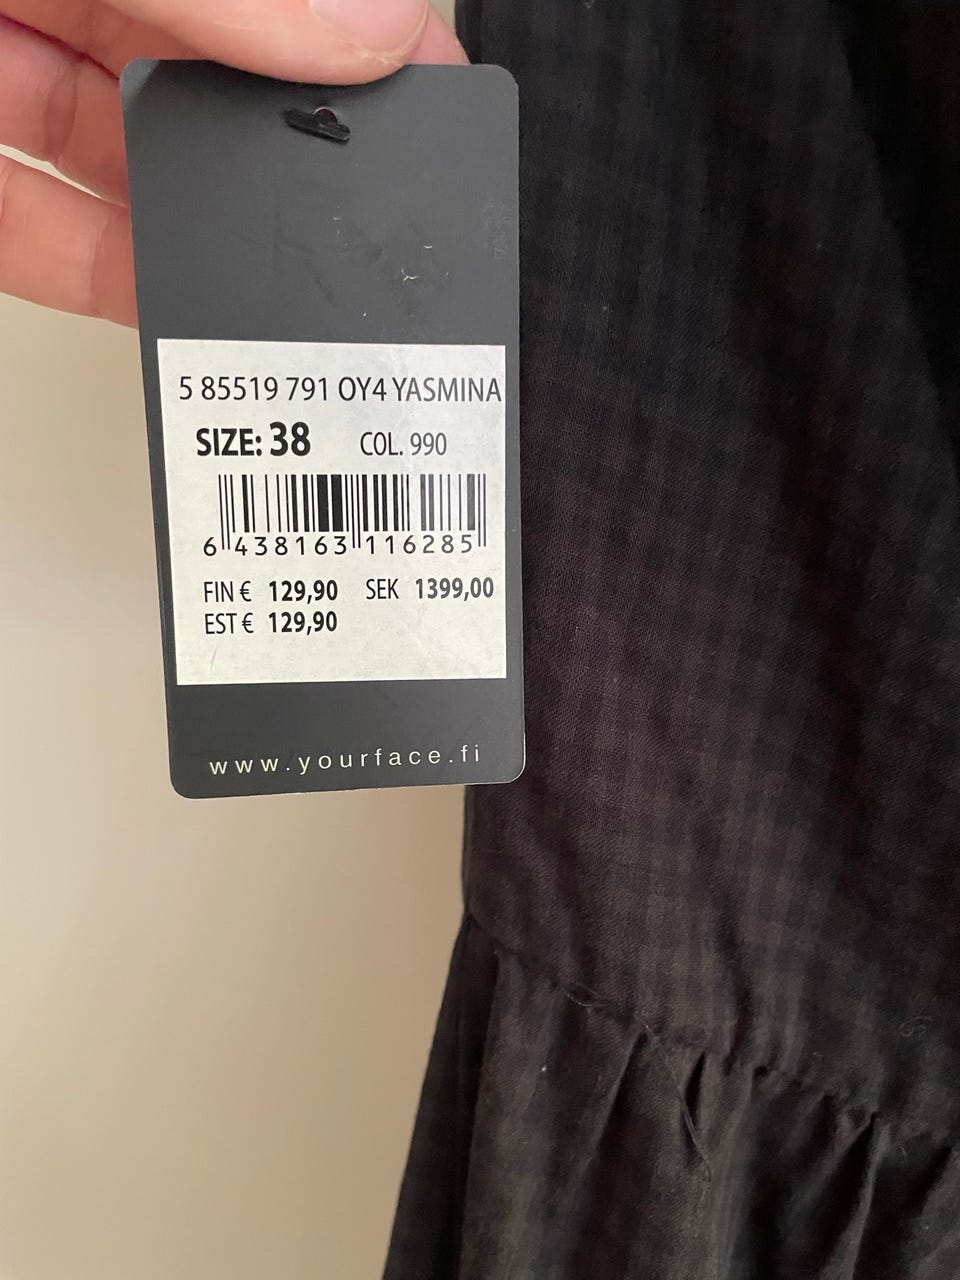 5 85519 791 OY4 YASMINA
SIZE: 38 COL. 990
6 438163 116285
FIN € 129,90 SEK 1399,00
EST € 129,90
www.yourface.fi